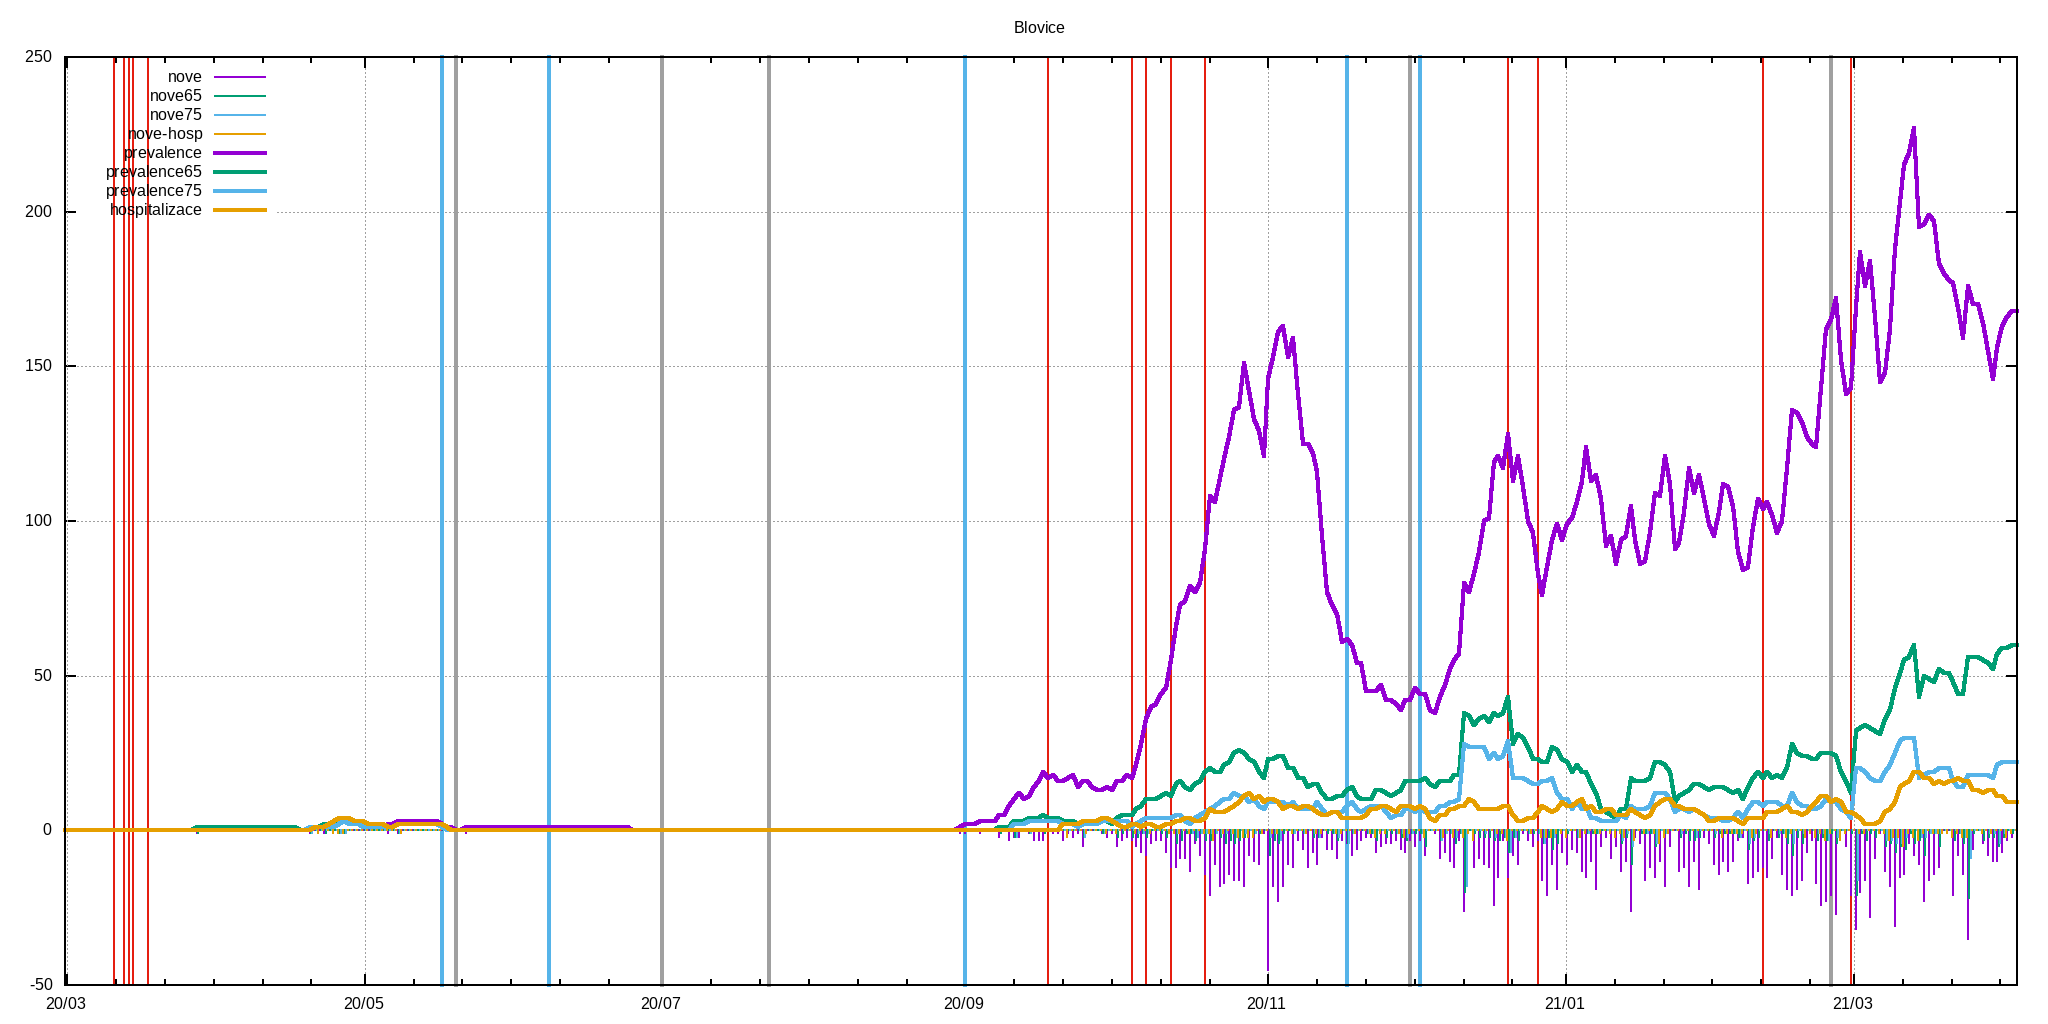 Blovice
250
200
150
100
50
0
-50
nove
nove65
nove75
nove-hosp
prevalence
prevalence65
prevalence75
hospitalizace
20/03 20/05 20/07 20/09 20/11 21/01 21/03